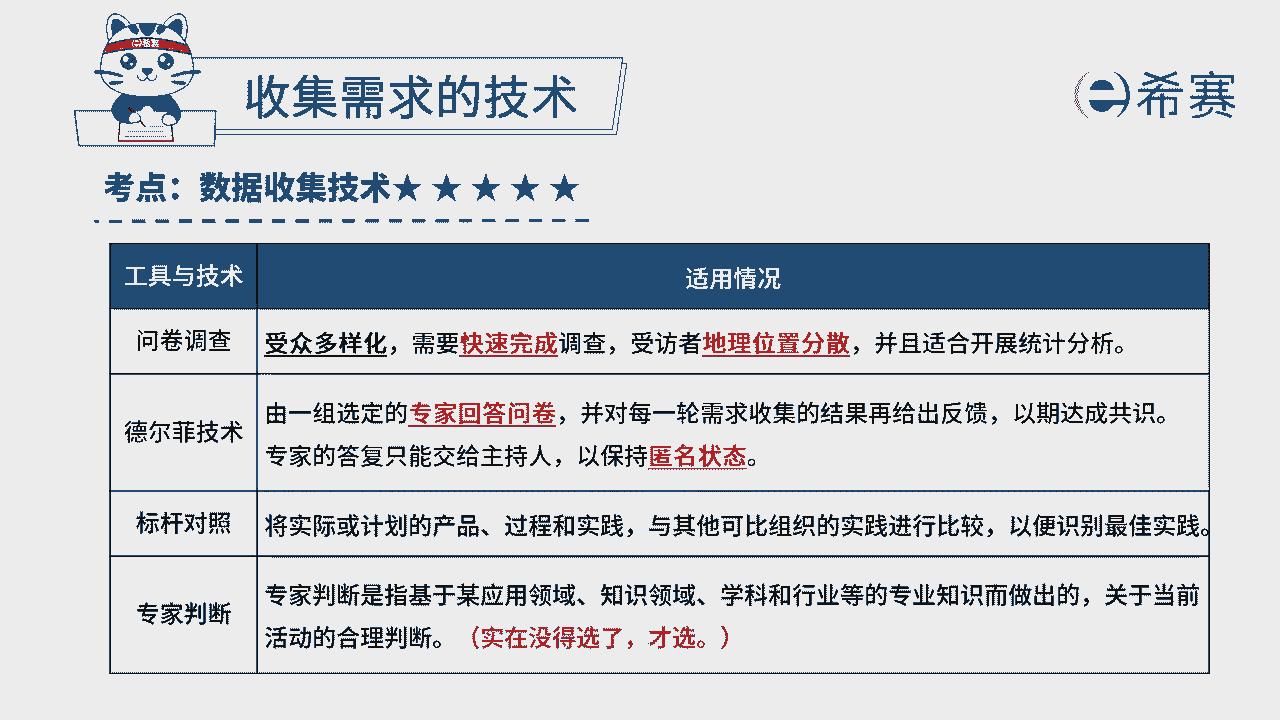 希赛
收集需求的技术
希赛
考点：数据收集技术★ ★ ★ ★ ★
工具与技术
适用情况
问卷调查
受众多样化，需要快速完成调查，受访者地理位置分散，并且适合开展统计分析。
德尔菲技术
由一组选定的专家回答问卷，并对每一轮需求收集的结果再给出反馈，以期达成共识。
专家的答复只能交给主持人，以保持匿名状态。
标杆对照
将实际或计划的产品、过程和实践，与其他可比组织的实践进行比较，以便识别最佳实践。
专家判断
专家判断是指基于某应用领域、知识领域、学科和行业等的专业知识而做出的，关于当前
活动的合理判断。（实在没得选了，才选。）